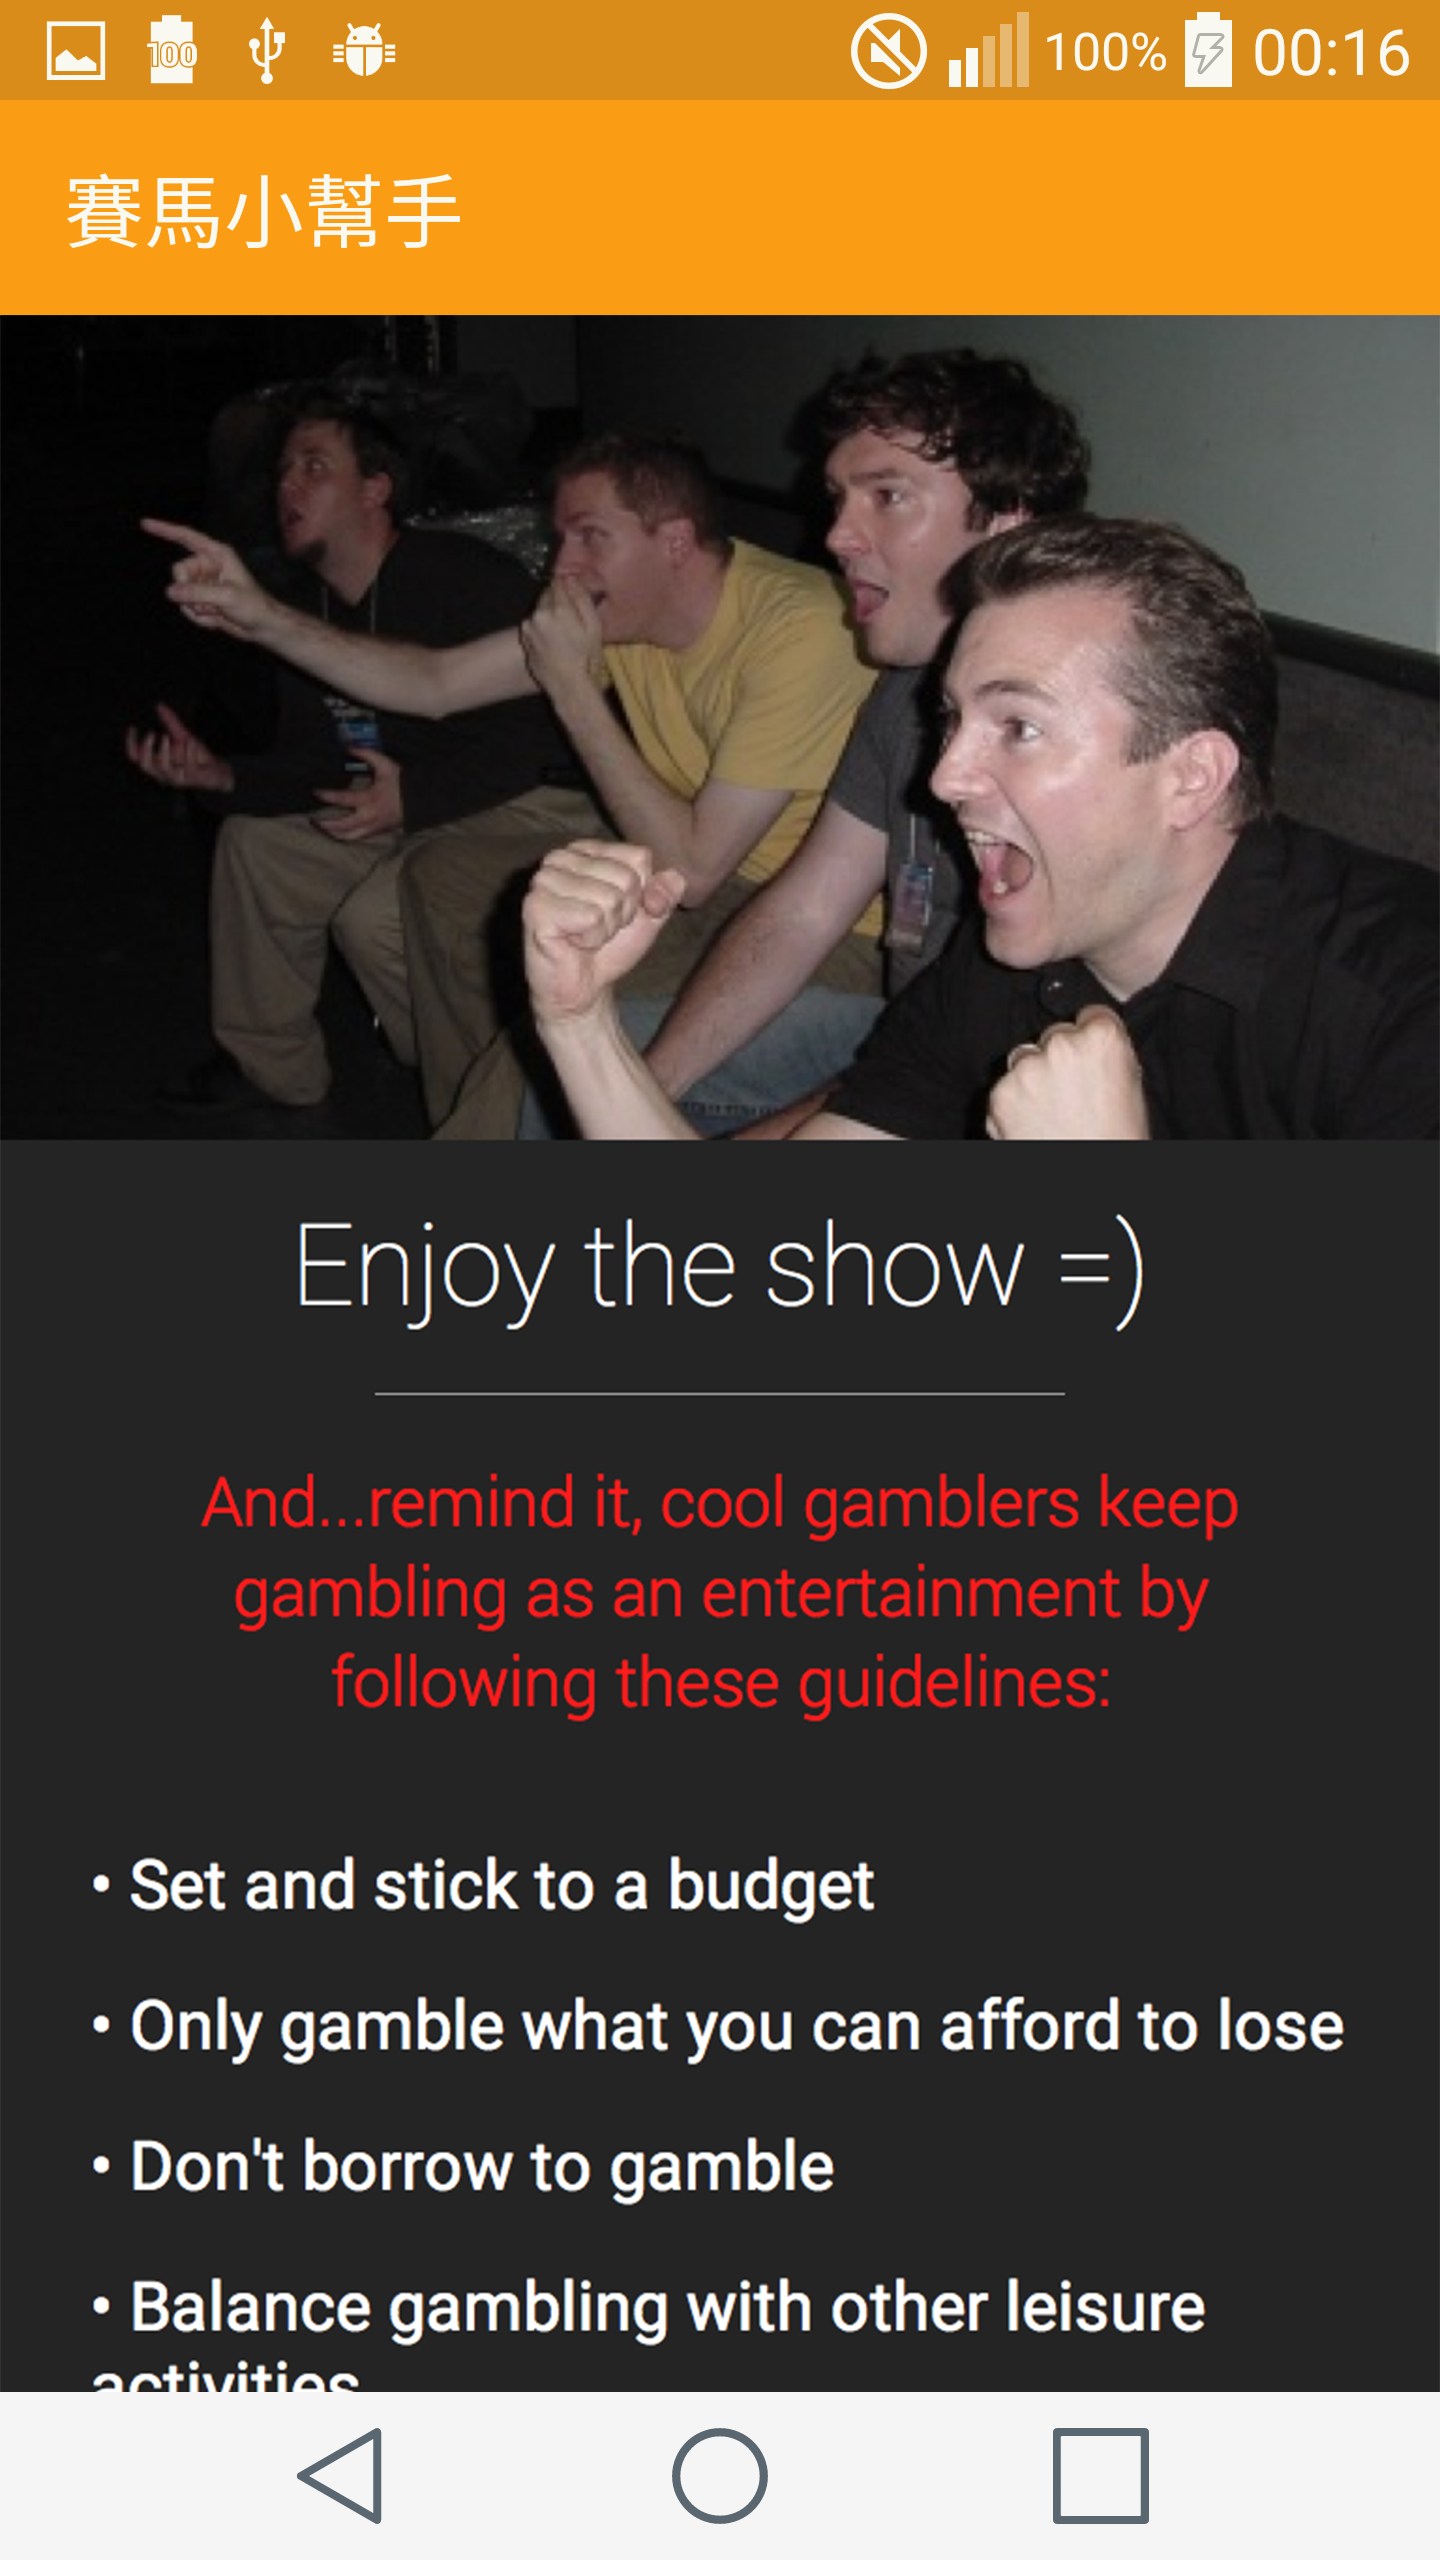 100
100%
00:16
賽馬小幫手
Enjoy the show =)
And...remind it, cool gamblers keep
gambling as an entertainment by
following these guidelines:
• Set and stick to a budget
• Only gamble what you can afford to lose
• Don't borrow to gamble
• Balance gambling with other leisure
activities